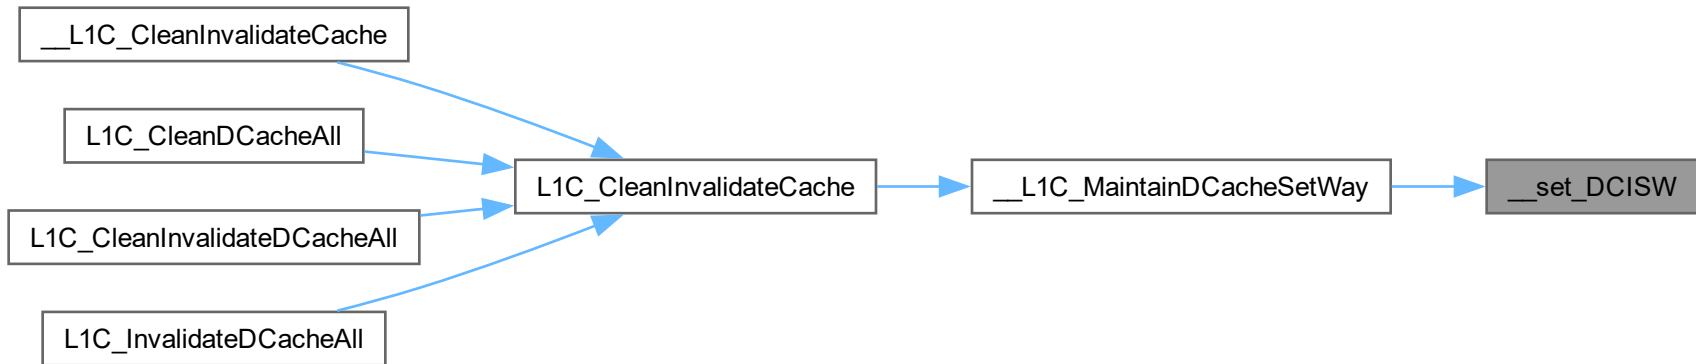 __L1C_CleanInvalidateCache
L1C_CleanDCacheAll
L1C_CleanInvalidateDCacheAll
L1C_InvalidateDCacheAll
L1C_CleanInvalidateCache
__L1C_MaintainDCacheSetWay
__set_DCISW